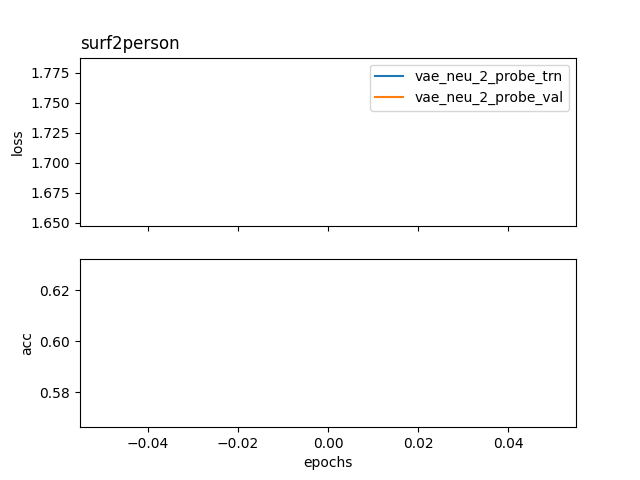 surf2person
1.775
1.750
1.725
1.700
1.675
1.650
loss
vae_neu_2_probe_trn
vae_neu_2_probe_val
0.62
0.60
0.58
acc
−0.04
−0.02
0.00
0.02
0.04
epochs